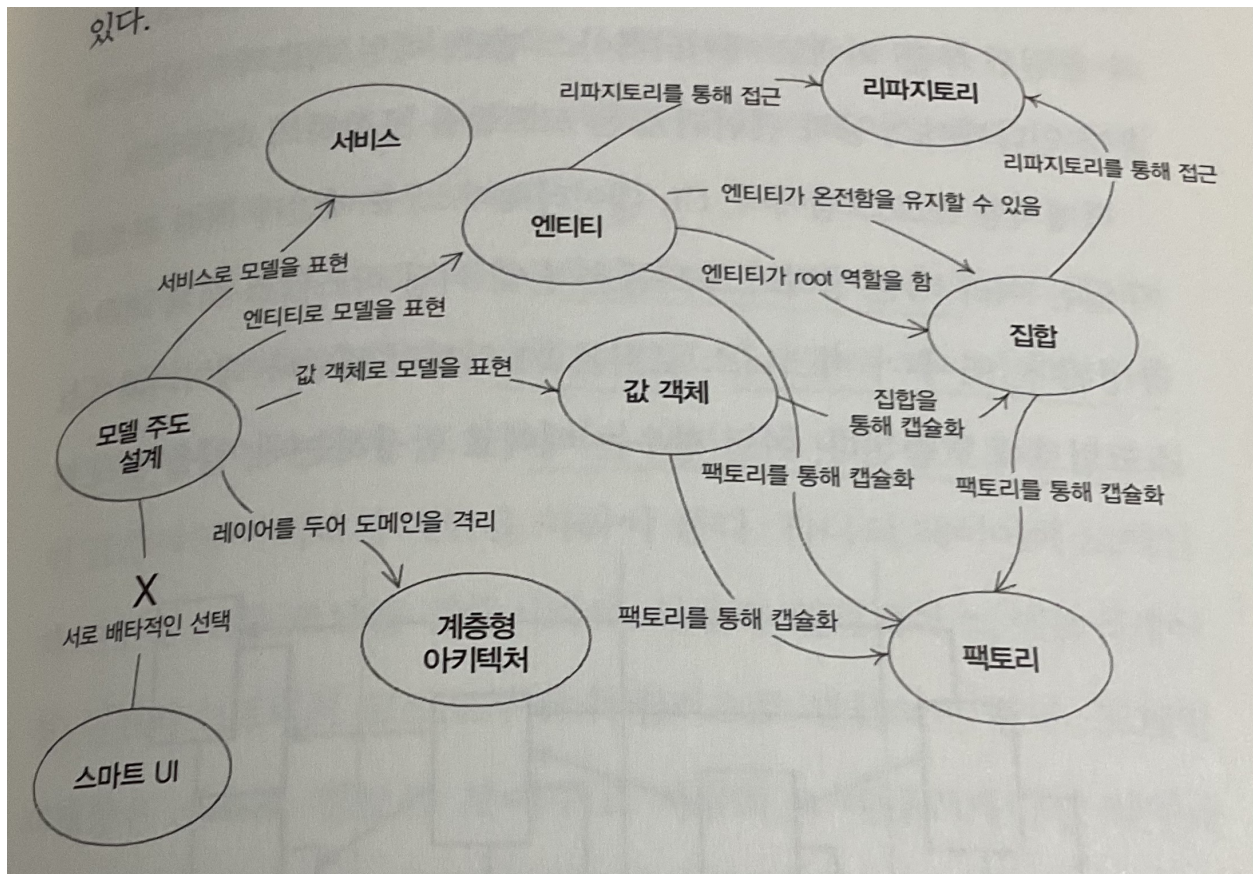 있다.
리파지토리를 통해 접근
리파지토리
서비스
리파지토리를 통해 접근
엔티티
엔티티가 온전함을 유지할 수 있음
서비스로 모델을 표현
엔티티가 root 역할을 함
엔티티로 모델을 표현
집합
값 객체로 모델을 표현
값 객체
집합을
통해 캡슐화
모델 주도
설계
팩토리를 통해 캡슐화
팩토리를 통해 캡슐화
레이어를 두어 도메인을 격리
X
서로 배타적인 선택
팩토리를 통해 캡슐화
계층형
아키텍처
팩토리
스마트 UI